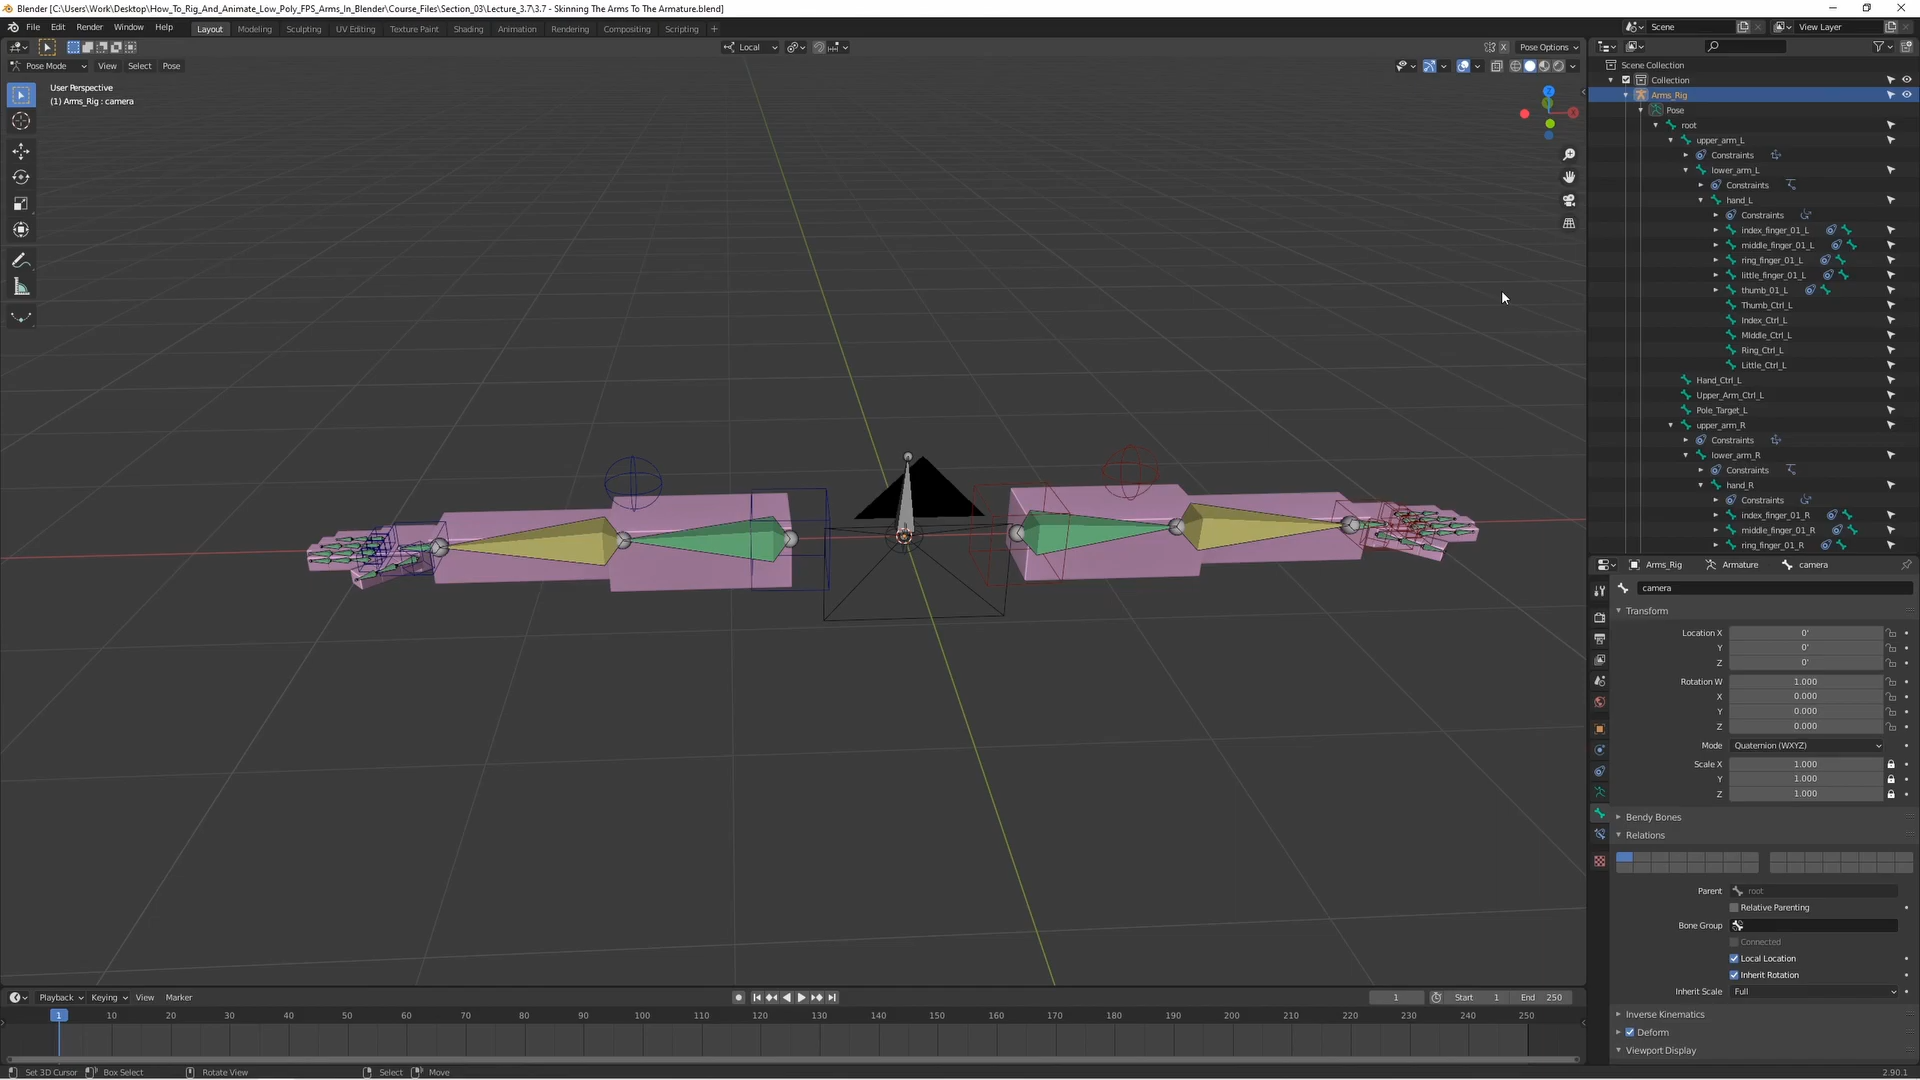 Blender [C:\Users\Work\Desktop\How_To_Rig_And_Animate_Low_Poly_FPS_Arms_In_Blender\Course_Files\Section_03\Lecture_3.7\3.7 - Skinning The Arms To The Armature.blend]
File Edit Render Window Help Layout Modeling Sculpting UV Editing Texture Paint Shading Animation Rendering Compositing Scripting + Scene View Layer
Local X Pose Options
Pose Mode View Select Pose
User Perspective
(1) Arms_Rig : camera
Z
X
Scene Collection
Collection
Arms_Rig
Pose
root
upper_arm_L
Constraints
lower_arm_L
Constraints
hand_L
Constraints
index_finger_01_L
middle_finger_01_L
ring_finger_01_L
little_finger_01_L
thumb_01_L
Thumb_Ctrl_L
Index_Ctrl_L
Middle_Ctrl_L
Ring_Ctrl_L
Little_Ctrl_L
Hand_Ctrl_L
Upper_Arm_Ctrl_L
Pole_Target_L
upper_arm_R
Constraints
lower_arm_R
Constraints
hand_R
Constraints
index_finger_01_R
middle_finger_01_R
ring_finger_01_R
Arms_Rig Armature camera
camera
Transform
Location X 0'
Y 0'
Z 0'
Rotation W 1.000
X 0.000
Y 0.000
Z 0.000
Mode Quaternion (WXYZ)
Scale X 1.000
Y 1.000
Z 1.000
Bendy Bones
Relations
Parent root
Relative Parenting
Bone Group
Connected
Local Location
Inherit Rotation
Inherit Scale Full
Inverse Kinematics
Deform
Viewport Display
Playback Keying View Marker 1 Start 1 End 250
1 10 20 30 40 50 60 70 80 90 100 110 120 130 140 150 160 170 180 190 200 210 220 230 240 250
Set 3D Cursor Box Select Rotate View Select Move 2.90.1